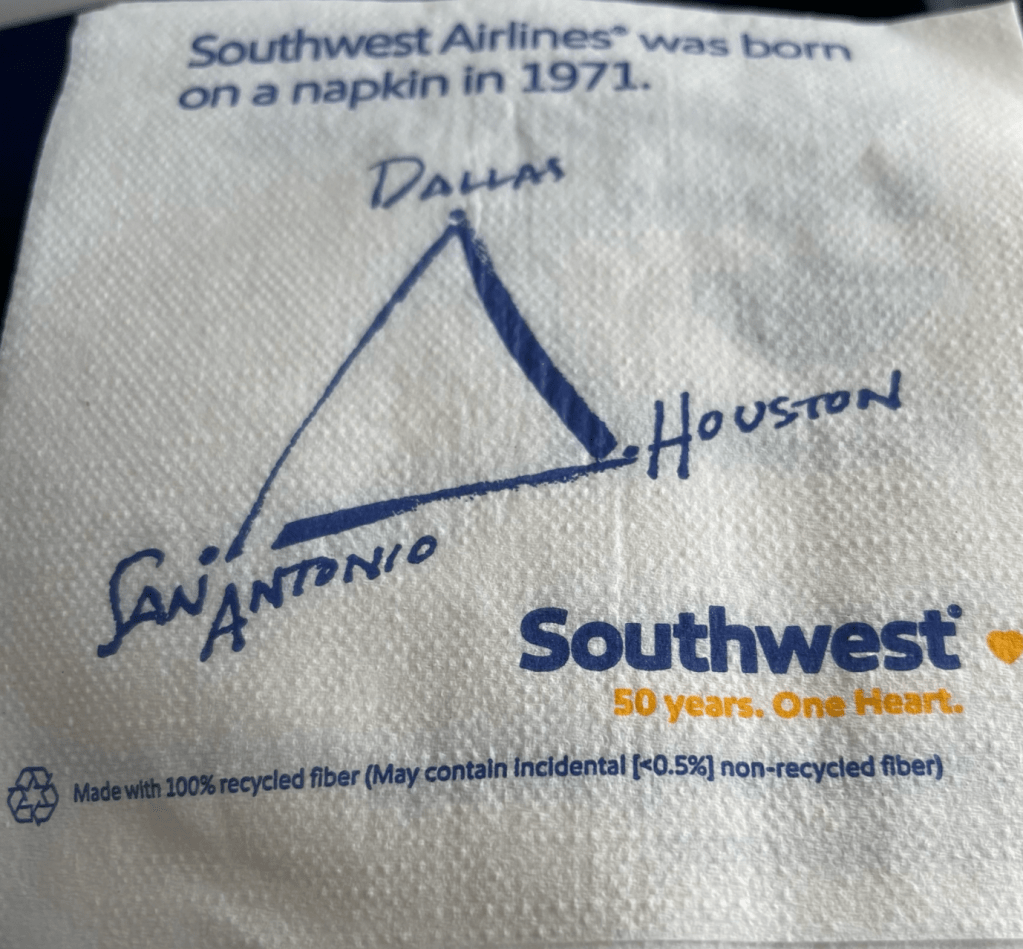 Southwest Airlines® was born
on a napkin in 1971.
DALLAS
HOUSTON
SAN ANTONIO
Southwest®
50 years. One Heart.
Made with 100% recycled fiber (May contain incidental [<0.5%] non-recycled fiber)